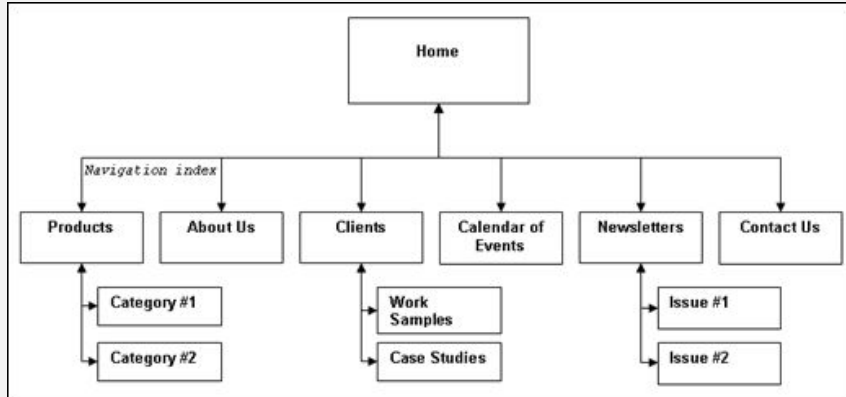 Home
Navigation index
Products
About Us
Clients
Calendar of
Events
Newsletters
Contact Us
Category #1
Work
Samples
Issue #1
Category #2
Case Studies
Issue #2